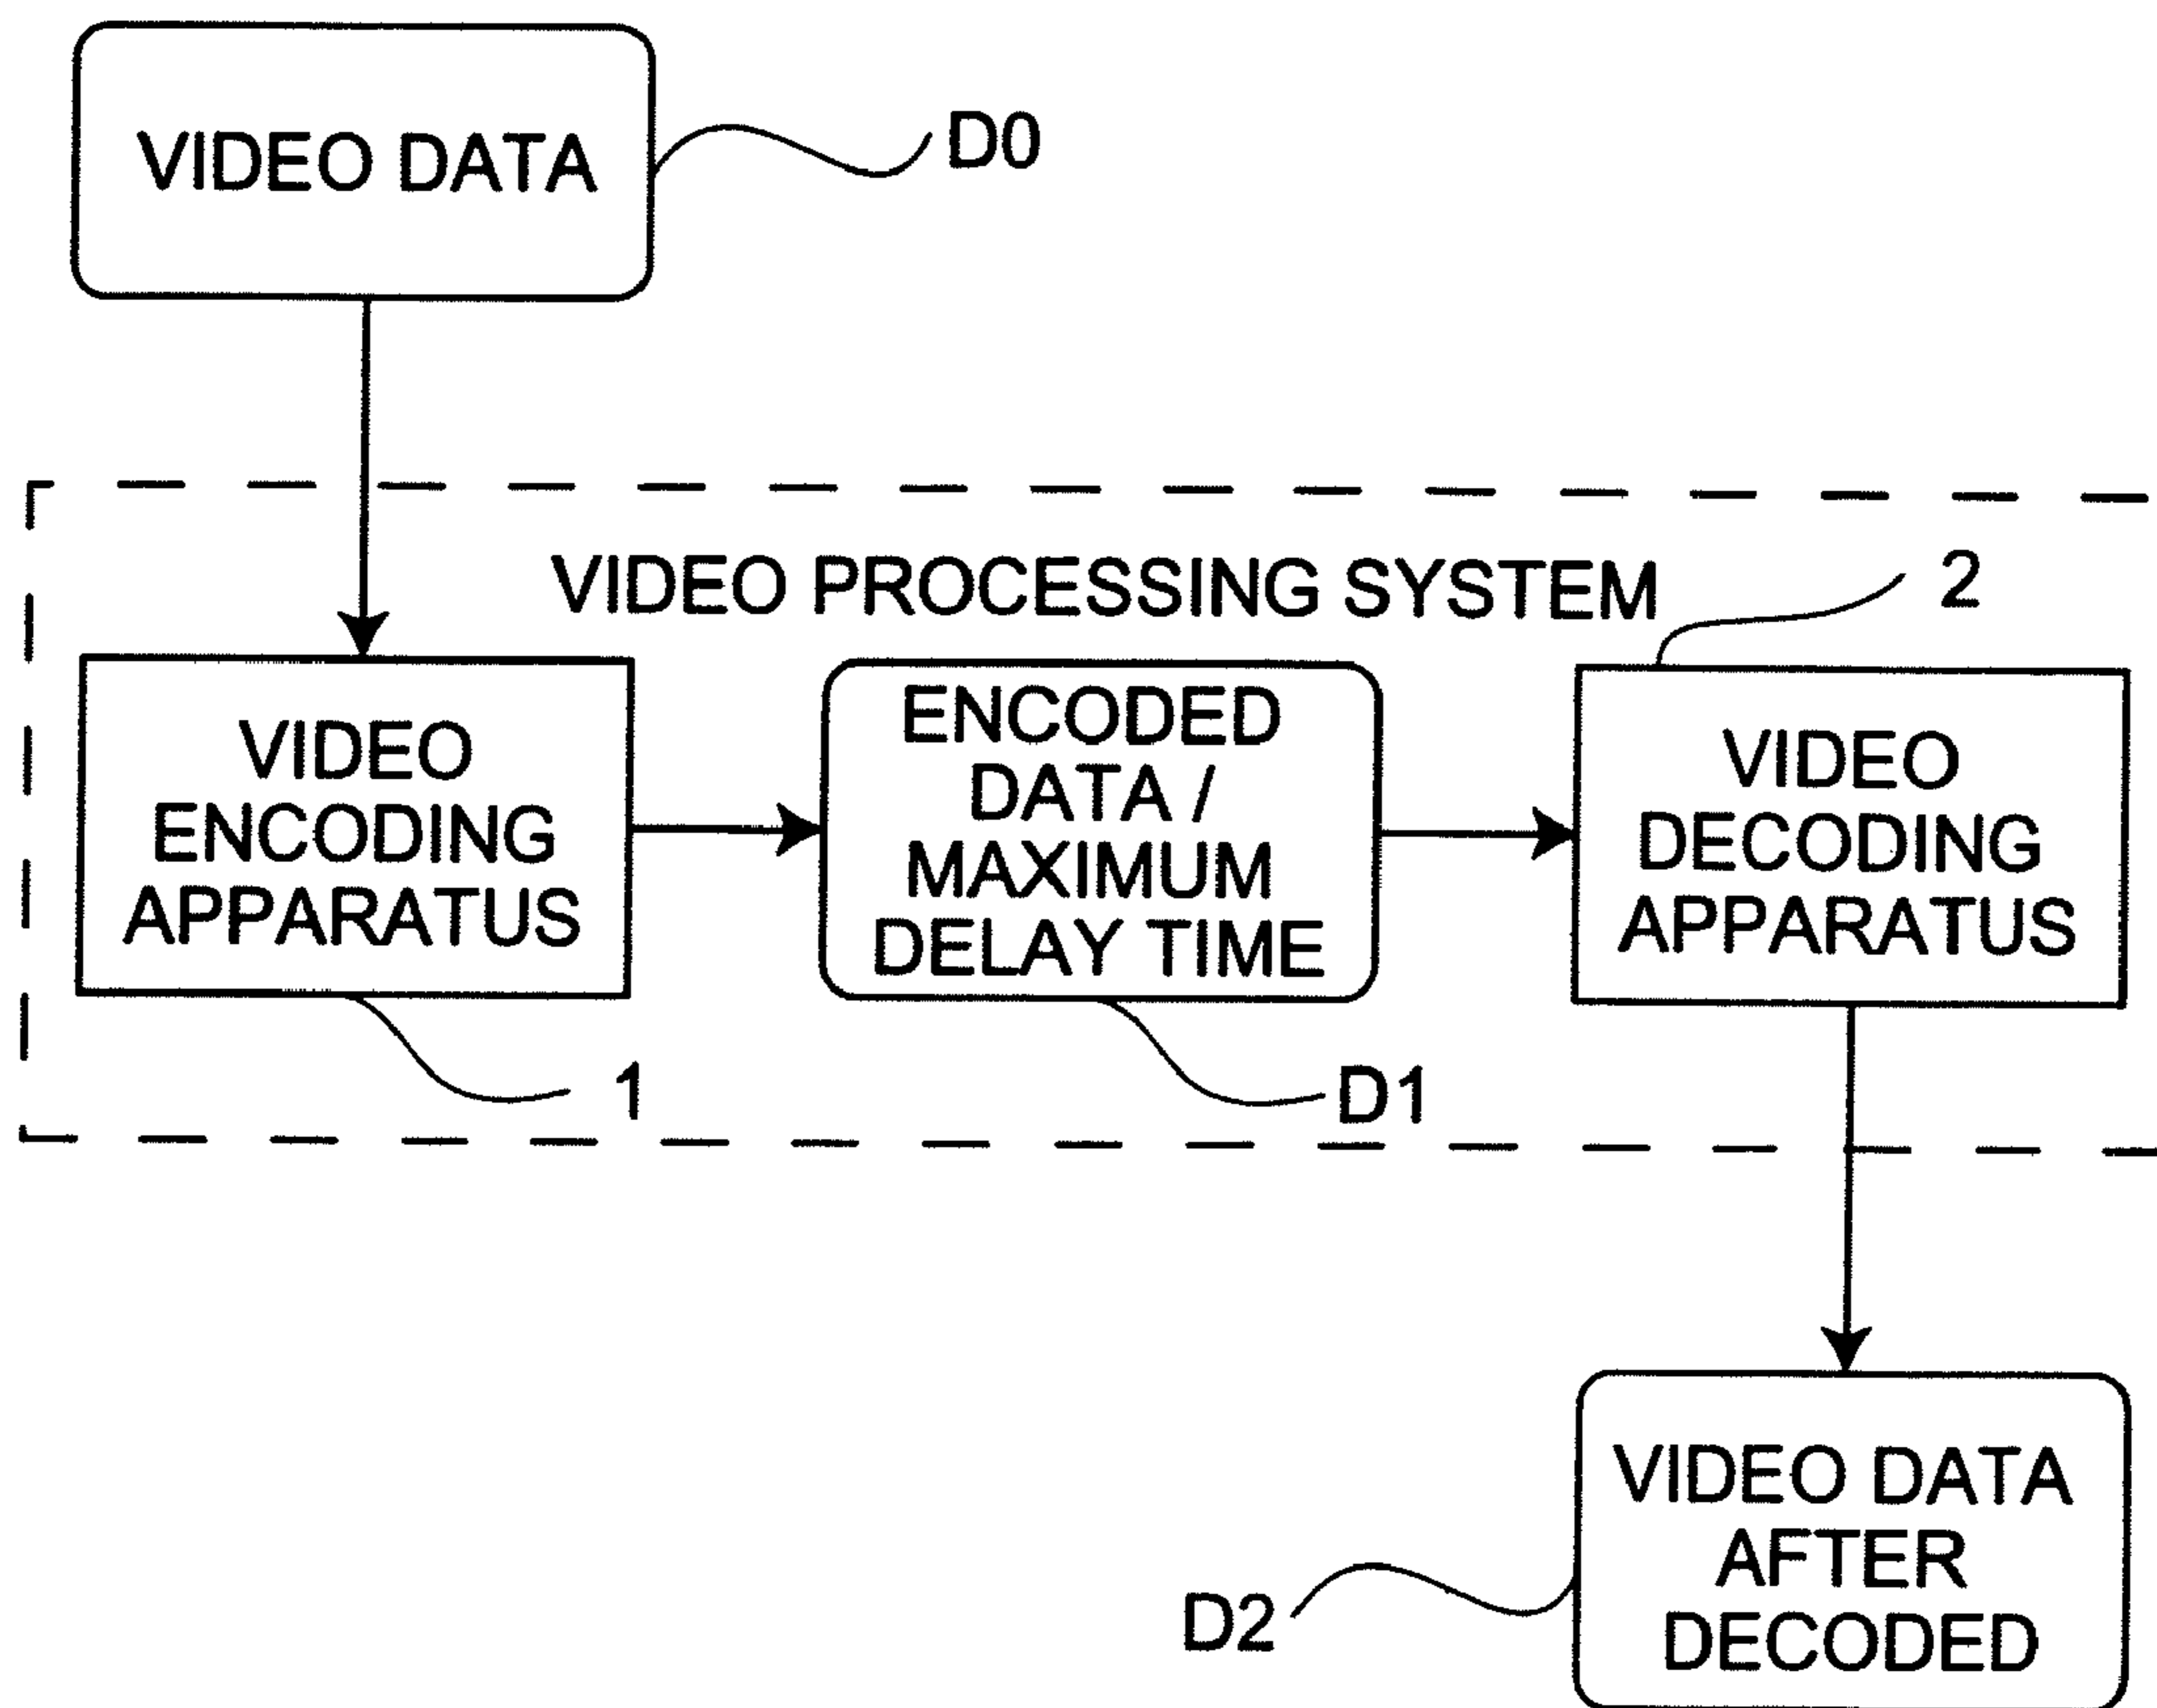 VIDEO DATA
D0
VIDEO PROCESSING SYSTEM
2
VIDEO
ENCODING
APPARATUS
ENCODED
DATA /
MAXIMUM
DELAY TIME
VIDEO
DECODING
APPARATUS
1
D1
VIDEO DATA
AFTER
DECODED
D2